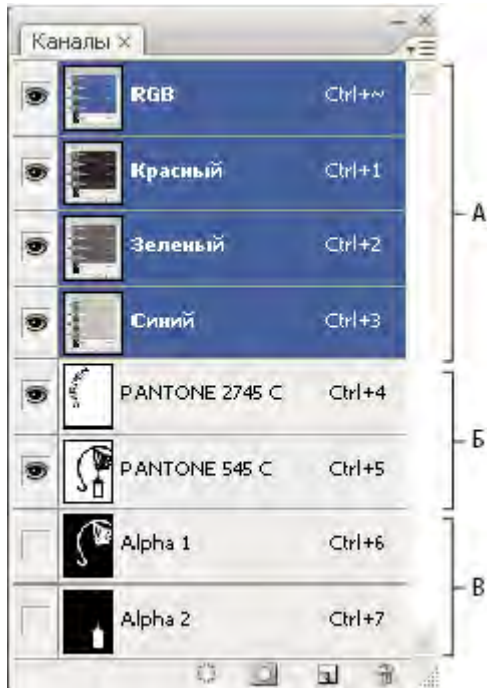 Каналы ×
RGB Ctrl+~
Красный Ctrl+1
Зеленый Ctrl+2
Синий Ctrl+3
А
PANTONE 2745 C Ctrl+4
PANTONE 545 C Ctrl+5
Б
Alpha 1 Ctrl+6
Alpha 2 Ctrl+7
В